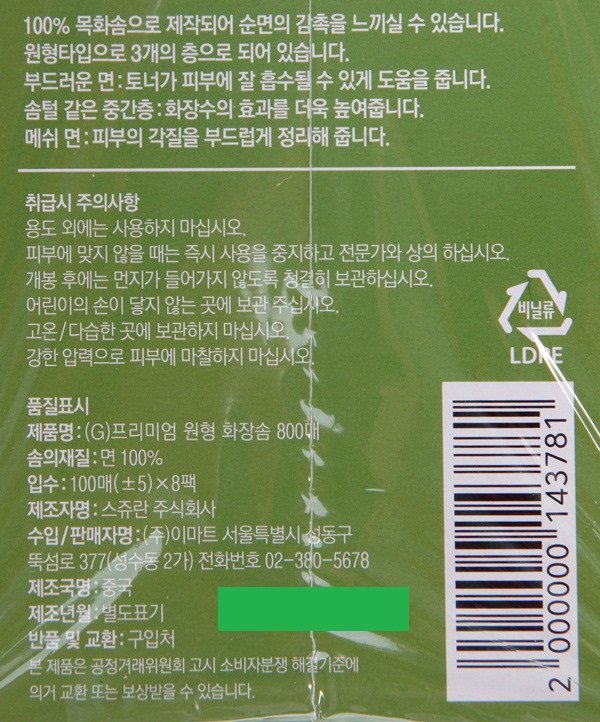 100% 목화솜으로 제작되어 순면의 감촉을 느끼실 수 있습니다.
원형타입으로 3개의 층으로 되어 있습니다.
부드러운 면 : 토너가 피부에 잘 흡수될 수 있게 도움을 줍니다.
솜털 같은 중간층 : 화장수의 효과를 더욱 높여줍니다.
메쉬 면 : 피부의 각질을 부드럽게 정리해 줍니다.
취급시 주의사항
용도 외에는 사용하지 마십시오.
피부에 맞지 않을 때는 즉시 사용을 중지하고 전문가와 상의 하십시오.
개봉 후에는 먼지가 들어가지 않도록 청결히 보관하십시오.
어린이의 손이 닿지 않는 곳에 보관 주십시오.
고온/다습한 곳에 보관하지 마십시오.
강한 압력으로 피부에 마찰하지 마십시오.
비닐류
LDPE
품질표시
제품명 : (G)프리미엄 원형 화장솜 800매
솜의재질 : 면 100%
입수 : 100매(±5)×8팩
제조자명 : 스쥬란 주식회사
수입/판매자명 : (주)이마트 서울특별시 성동구
뚝섬로 377(성수동 2가) 전화번호 02-380-5678
제조국명 : 중국
제조년월 : 별도표기
반품 및 교환 : 구입처
본 제품은 공정거래위원회 고시 소비자분쟁 해결기준에
의거 교환 또는 보상받을 수 있습니다.
2 000000 143781